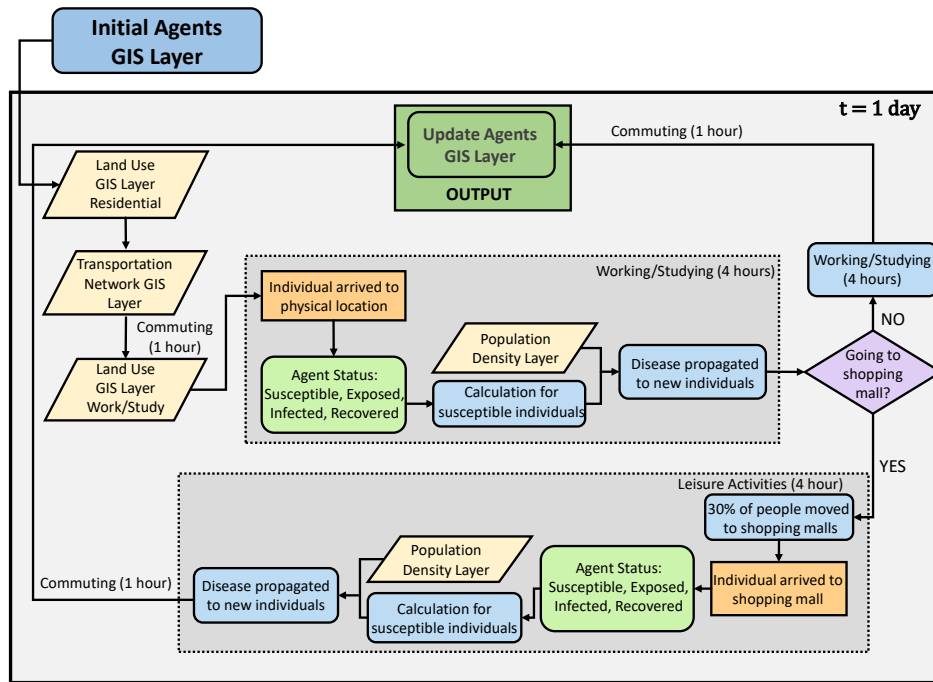 Initial Agents
GIS Layer
t = 1 day
Update Agents
GIS Layer
OUTPUT
Commuting (1 hour)
Land Use
GIS Layer
Residential
Transportation
Network GIS
Layer
Commuting
(1 hour)
Land Use
GIS Layer
Work/Study
Working/Studying (4 hours)
Individual arrived to
physical location
Agent Status:
Susceptible, Exposed,
Infected, Recovered
Population
Density Layer
Calculation for
susceptible individuals
Disease propagated
to new individuals
Working/Studying
(4 hours)
NO
Going to
shopping
mall?
YES
Leisure Activities (4 hour)
30% of people moved
to shopping malls
Individual arrived to
shopping mall
Agent Status:
Susceptible, Exposed,
Infected, Recovered
Population
Density Layer
Calculation for
susceptible individuals
Disease propagated
to new individuals
Commuting (1 hour)